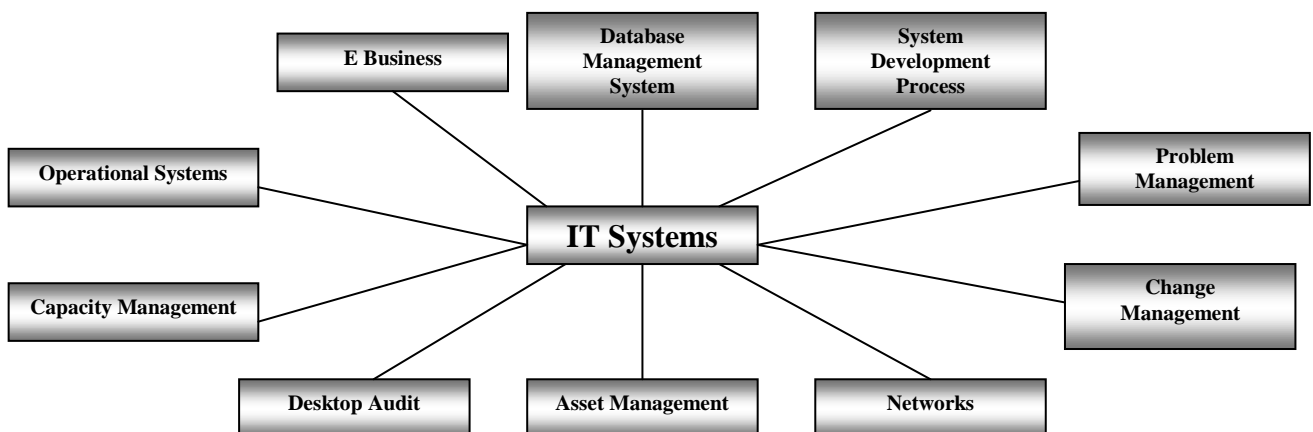 E Business
Database
Management
System
System
Development
Process
Operational Systems
Problem
Management
IT Systems
Capacity Management
Change
Management
Desktop Audit
Asset Management
Networks